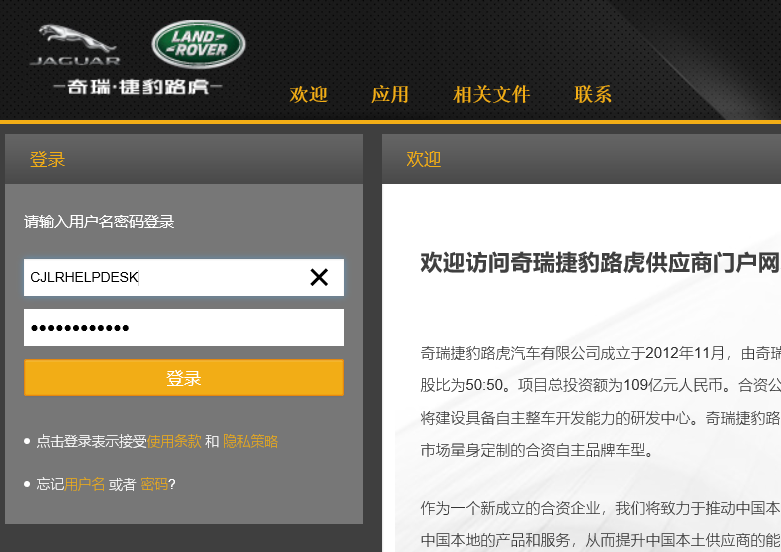 JAGUAR
LAND-
-ROVER
奇瑞·捷豹路虎
欢迎 应用 相关文件 联系
登录
请输入用户名密码登录
CJLRHELPDESK
登录
点击登录表示接受使用条款 和 隐私策略
忘记用户名 或者 密码?
欢迎
欢迎访问奇瑞捷豹路虎供应商门户网
奇瑞捷豹路虎汽车有限公司成立于2012年11月，由奇瑞
股比为50:50。项目总投资额为109亿元人民币。合资公
将建设具备自主整车开发能力的研发中心。奇瑞捷豹路
市场量身定制的合资自主品牌车型。
作为一个新成立的合资企业，我们将致力于推动中国本
中国本地的产品和服务，从而提升中国本土供应商的能